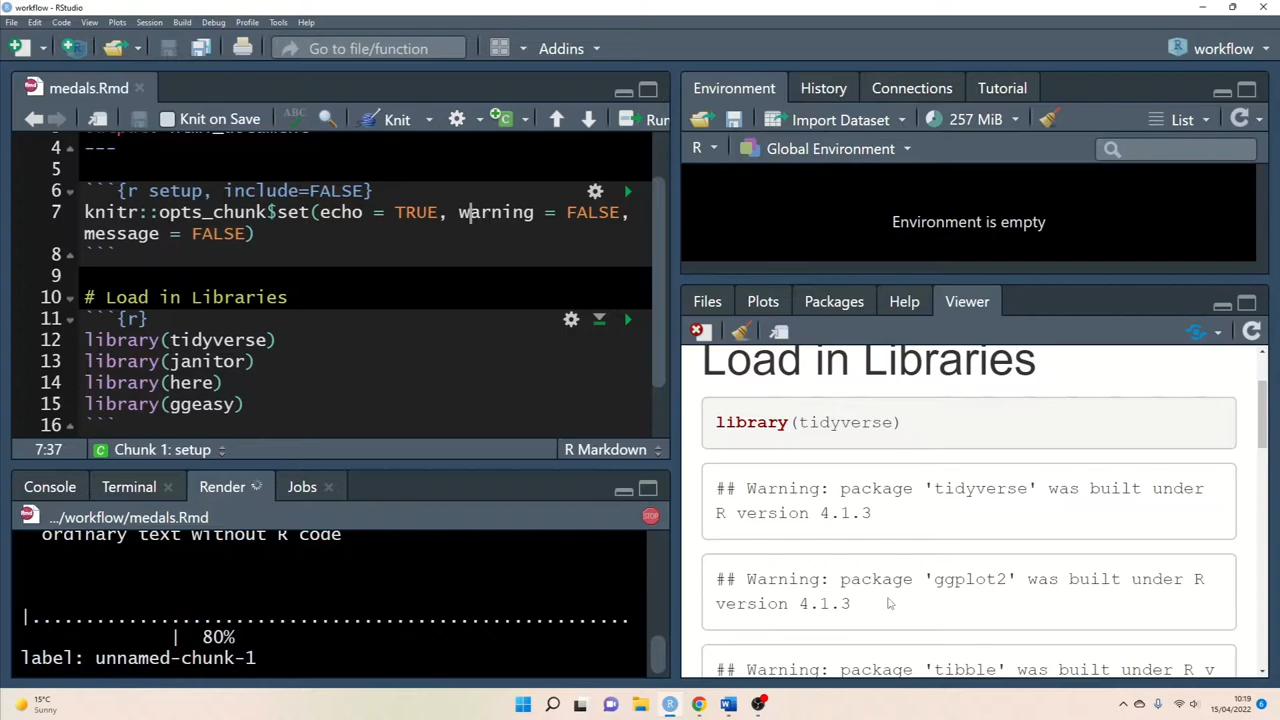 workflow - RStudio
File Edit Code View Plots Session Build Debug Profile Tools Help
Go to file/function Addins workflow
medals.Rmd
Knit on Save ABC Knit Run
4 ---
5
6 ```{r setup, include=FALSE}
7 knitr::opts_chunk$set(echo = TRUE, warning = FALSE,
message = FALSE)
8 ```
9
10 # Load in Libraries
11 ```{r}
12 library(tidyverse)
13 library(janitor)
14 library(here)
15 library(ggeasy)
16 ```
7:37 Chunk 1: setup R Markdown
Console Terminal Render Jobs
.../workflow/medals.Rmd STOP
ordinary text without R code
|......................................................
| 80%
label: unnamed-chunk-1
Environment History Connections Tutorial
Import Dataset 257 MiB List
R Global Environment
Environment is empty
Files Plots Packages Help Viewer
Load in Libraries
library(tidyverse)
## Warning: package 'tidyverse' was built under
R version 4.1.3
## Warning: package 'ggplot2' was built under R
version 4.1.3
## Warning: package 'tibble' was built under R v
15°C
Sunny
10:19
15/04/2022